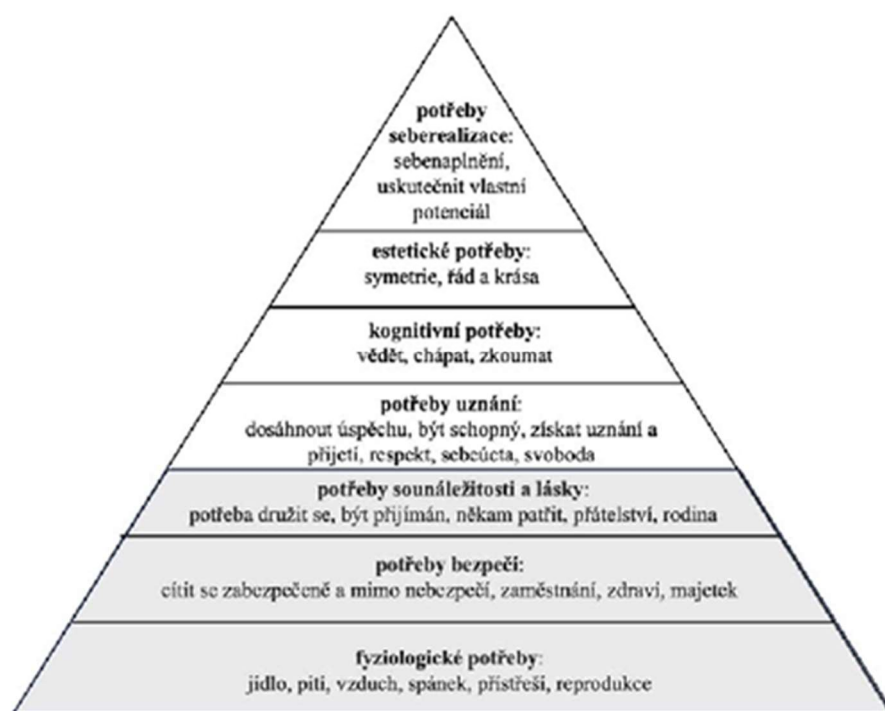 potřeby
seberealizace:
sebenaplnění,
uskutečnit vlastní
potenciál
estetické potřeby:
symetrie, řád a krása
kognitivní potřeby:
vědět, chápat, zkoumat
potřeby uznání:
dosáhnout úspěchu, být schopný, získat uznání a
přijetí, respekt, sebeúcta, svoboda
potřeby sounáležitosti a lásky:
potřeba družit se, být přijímán, někam patřit, přátelství, rodina
potřeby bezpečí:
cítit se zabezpečeně a mimo nebezpečí, zaměstnání, zdraví, majetek
fyziologické potřeby:
jídlo, pití, vzduch, spánek, přístřeší, reprodukce